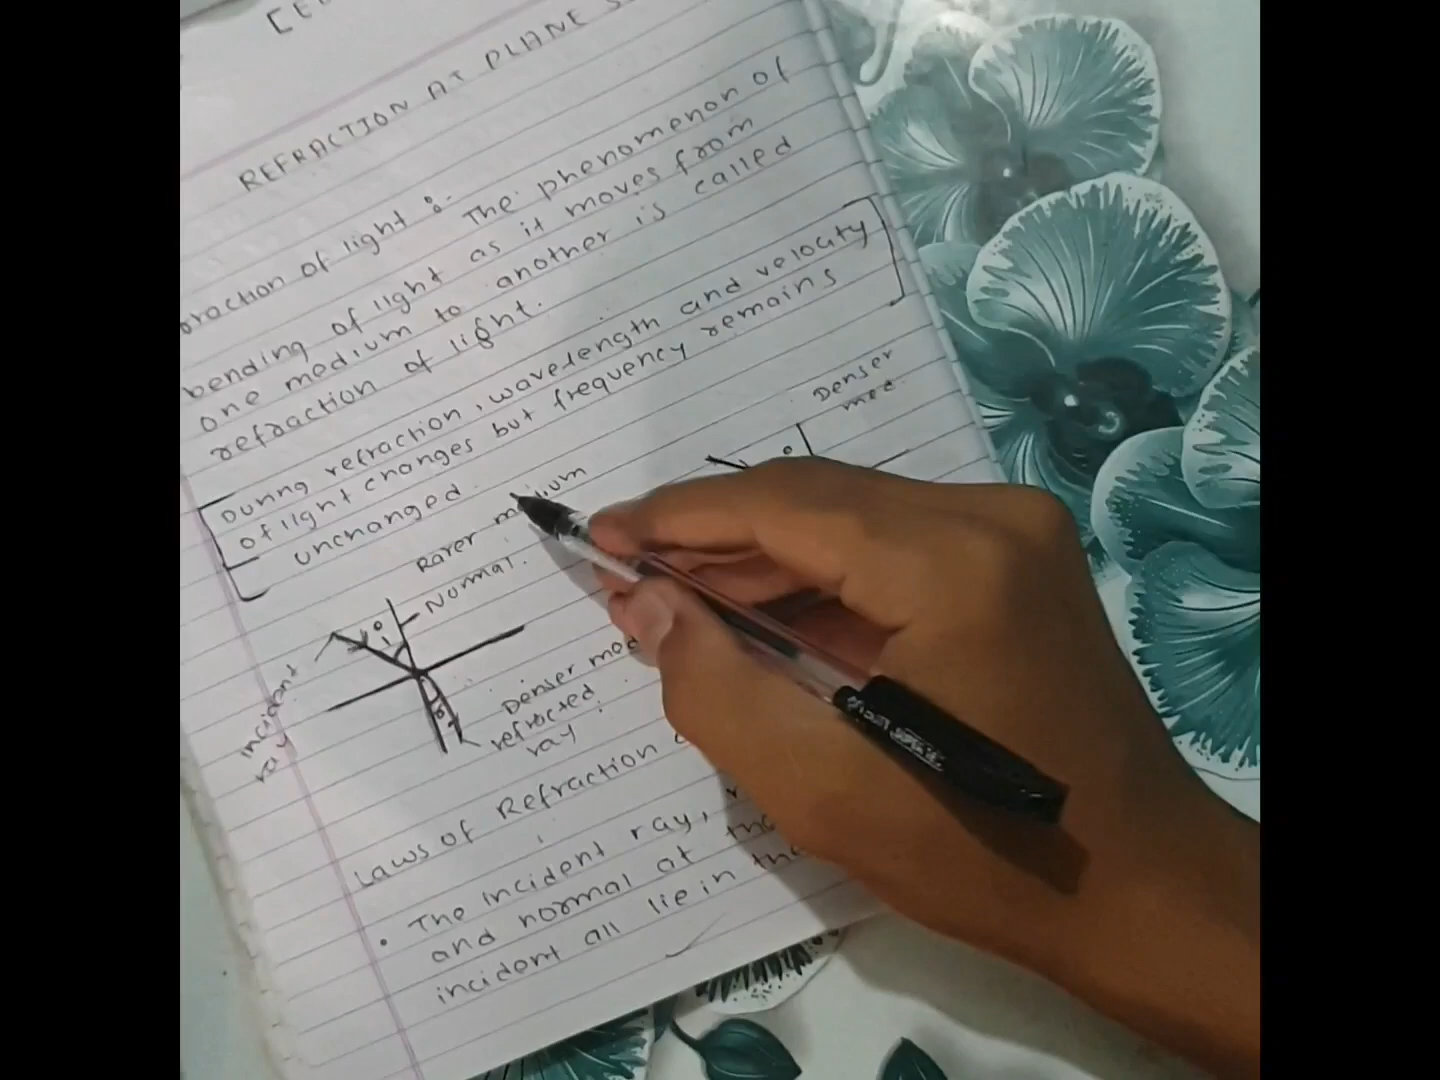 REFRACTION AT PLANE
of light :- The phenomenon of
bending of light as it moves from
one medium to another is called
refraction of light.
During refraction, wavelength and velocity
of light changes but frequency remains
unchanged.
Rarer medium
Denser
med.
Normal.
i
incident
ray
Denser med
refracted
ray
Laws of Refraction
• The incident ray,
and normal at the
incident all lie in the